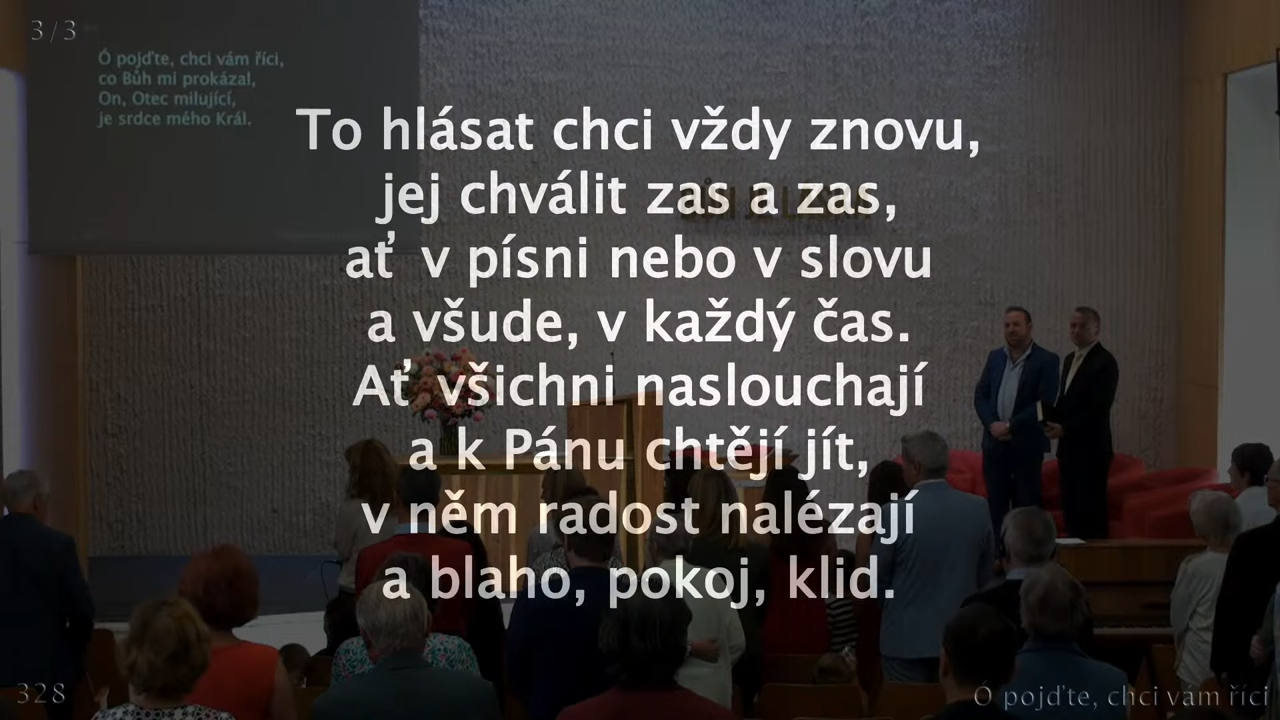 3/3
Ó pojďte, chci vám říci,
co Bůh mi prokázal,
On, Otec milující,
je srdce mého Král.
To hlásat chci vždy znovu,
jej chválit zas a zas,
ať v písni nebo v slovu
a všude, v každý čas.
Ať všichni naslouchají
a k Pánu chtějí jít,
v něm radost nalézají
a blaho, pokoj, klid.
328
Ó pojďte, chci vám říci